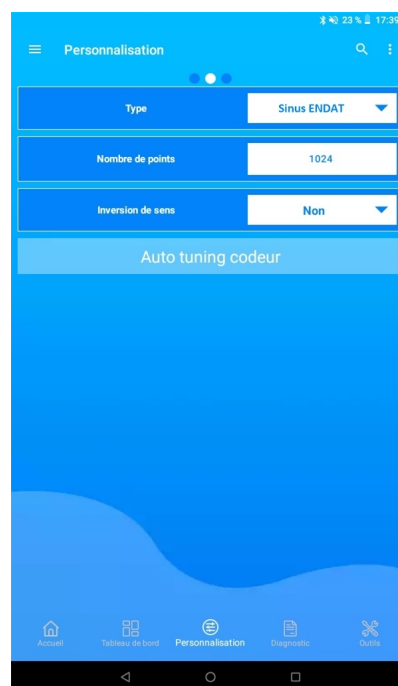 23 % 17:39
Personnalisation
Type
Sinus ENDAT
Nombre de points
1024
Inversion de sens
Non
Auto tuning codeur
Accueil
Tableau de bord
Personnalisation
Diagnostic
Outils